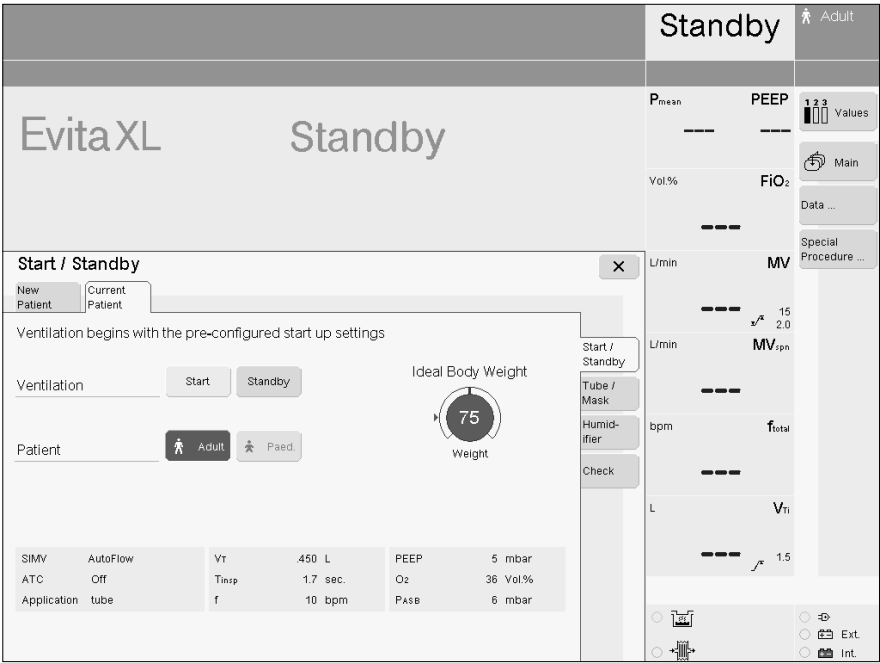 Standby
Adult
Evita XL Standby
Pmean PEEP
--- ---
1 2 3
Values
Main
Vol.% FiO2
---
Data ...
Special
Procedure ...
Start / Standby
L/min MV
---
15
2.0
New
Patient
Current
Patient
Ventilation begins with the pre-configured start up settings
Start /
Standby
L/min MVspn
---
Ventilation Start Standby
Ideal Body Weight
75
Weight
Tube /
Mask
Patient Adult Paed.
Humid-
ifier
bpm ftotal
---
Check
L VTi
---
1.5
SIMV AutoFlow VT .450 L PEEP 5 mbar
ATC Off Tinsp 1.7 sec. O2 36 Vol.%
Application tube f 10 bpm PASB 6 mbar
Ext.
Int.